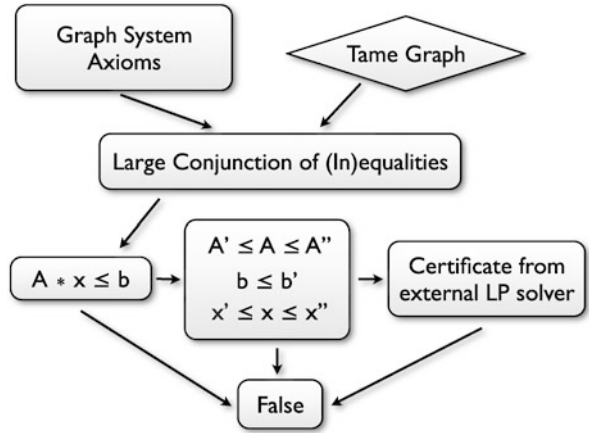 Graph System
Axioms
Tame Graph
Large Conjunction of (In)equalities
A * x ≤ b
A' ≤ A ≤ A''
b ≤ b'
x' ≤ x ≤ x''
Certificate from
external LP solver
False